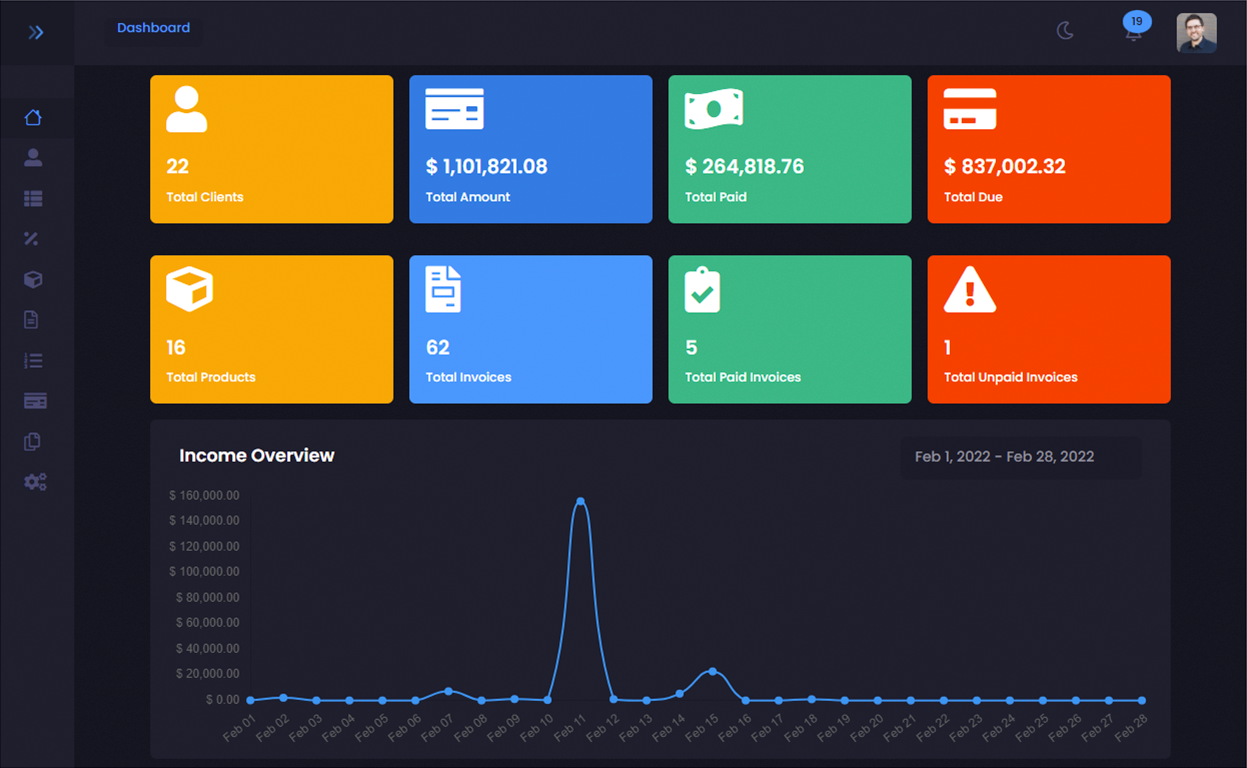 Dashboard
19
22
Total Clients
$ 1,101,821.08
Total Amount
$ 264,818.76
Total Paid
$ 837,002.32
Total Due
16
Total Products
62
Total Invoices
5
Total Paid Invoices
1
Total Unpaid Invoices
Income Overview
Feb 1, 2022 - Feb 28, 2022
$ 160,000.00
$ 140,000.00
$ 120,000.00
$ 100,000.00
$ 80,000.00
$ 60,000.00
$ 40,000.00
$ 20,000.00
$ 0.00
Feb 01
Feb 02
Feb 03
Feb 04
Feb 05
Feb 06
Feb 07
Feb 08
Feb 09
Feb 10
Feb 11
Feb 12
Feb 13
Feb 14
Feb 15
Feb 16
Feb 17
Feb 18
Feb 19
Feb 20
Feb 21
Feb 22
Feb 23
Feb 24
Feb 25
Feb 26
Feb 27
Feb 28